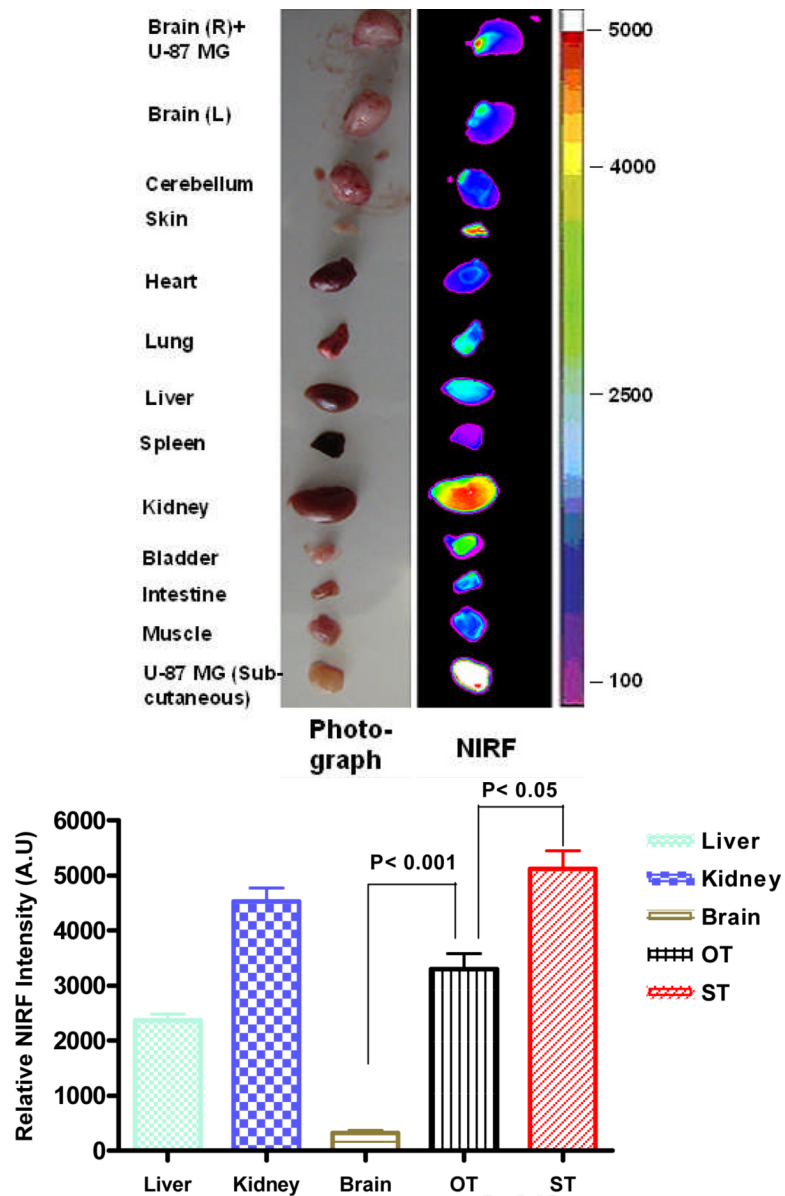 Brain (R)+
U-87 MG
Brain (L)
Cerebellum
Skin
Heart
Lung
Liver
Spleen
Kidney
Bladder
Intestine
Muscle
U-87 MG (Sub-
cutaneous)
5000
4000
2500
100
Photo-
graph
NIRF
Relative NIRF Intensity (A.U)
6000
5000
4000
3000
2000
1000
0
P< 0.001
P< 0.05
Liver
Kidney
Brain
OT
ST
Liver
Kidney
Brain
OT
ST